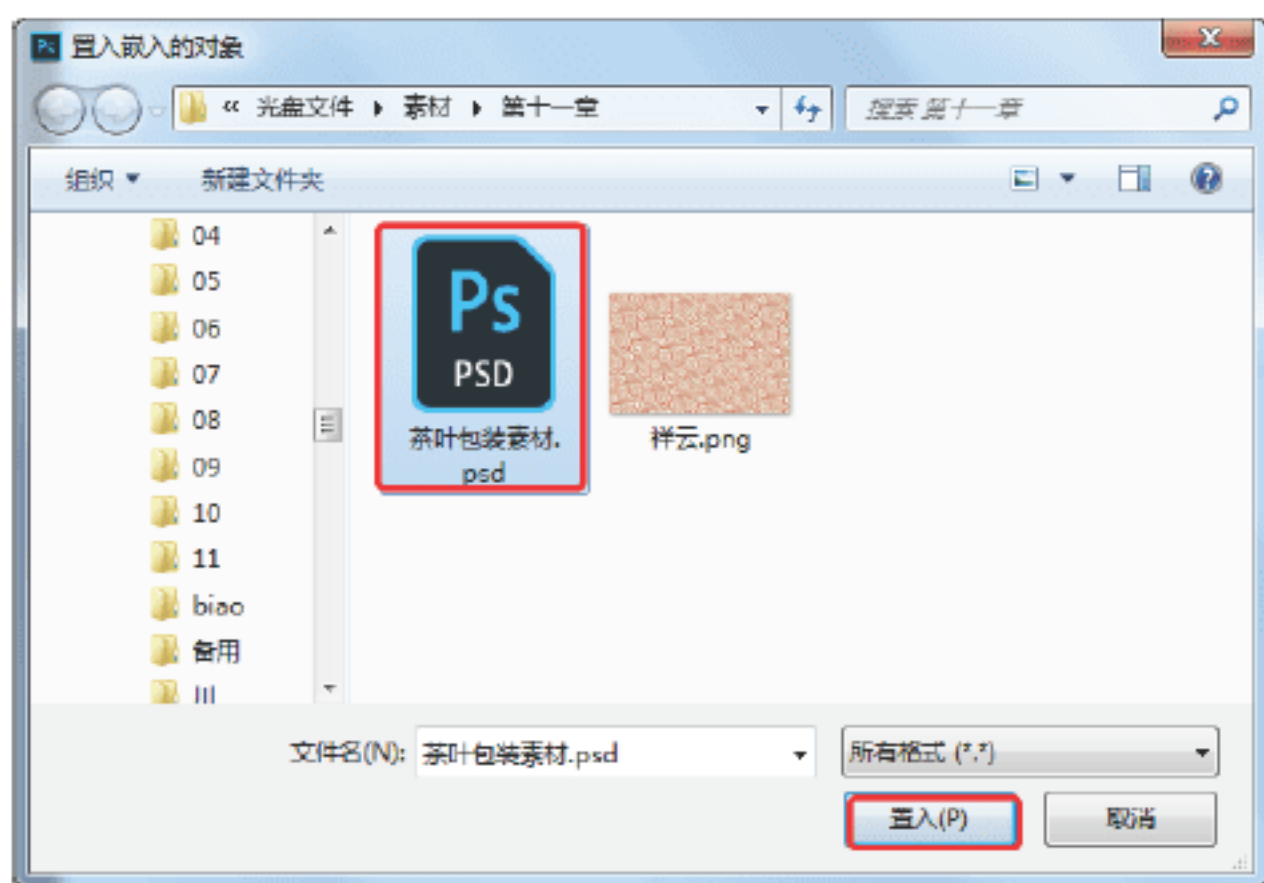 Ps 置入嵌入的对象
« 光盘文件 ▸ 素材 ▸ 第十一章
搜索 第十一章
组织 ▼ 新建文件夹
04
05
06
07
08
09
10
11
biao
备用
川
Ps
PSD
茶叶包装素材.
psd
祥云.png
文件名(N): 茶叶包装素材.psd
所有格式 (*.*)
置入(P) 取消